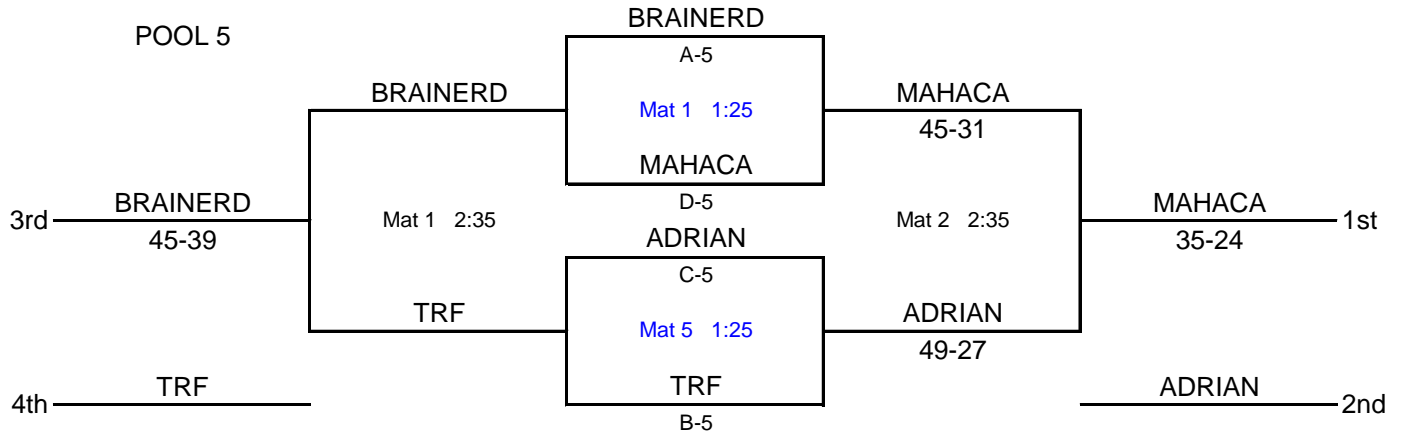 BRAINERD
POOL 5
A-5
BRAINERD
Mat 1 1:25
MAHACA
45-31
MAHACA
D-5
3rd
BRAINERD
45-39
Mat 1 2:35
Mat 2 2:35
MAHACA
35-24
1st
ADRIAN
C-5
TRF
Mat 5 1:25
ADRIAN
49-27
4th
TRF
TRF
B-5
ADRIAN
2nd